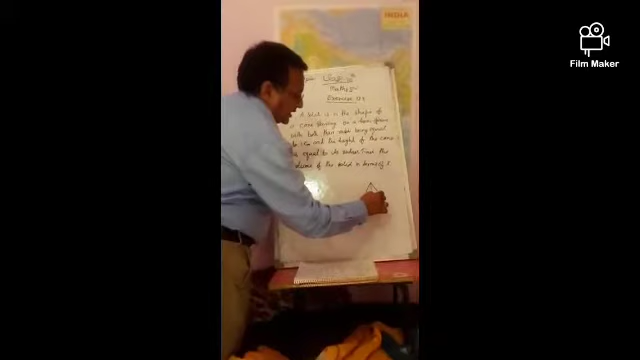 INDIA
Film Maker
Maths
Exercise 13
A solid is in the shape of
a cone standing on a hemisphere
with both their radii being equal
to 1 cm and the height of the cone
is equal to its radius. Find the
volume of the solid in terms of